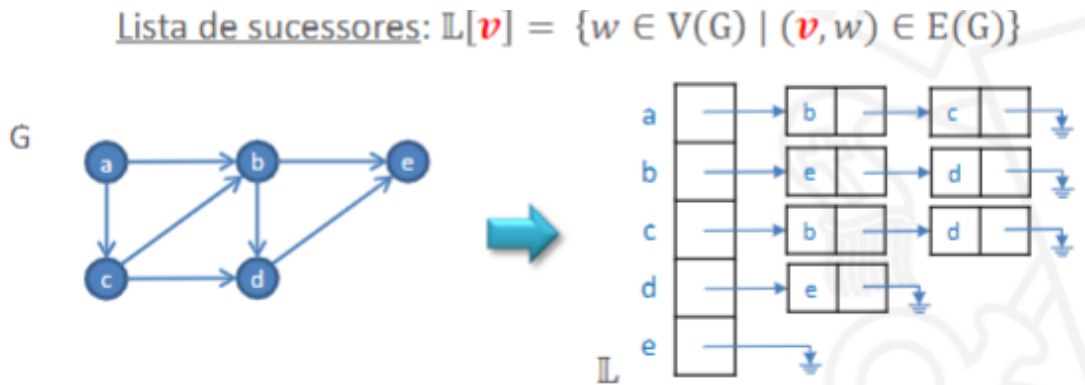 Lista de sucessores: 𝕃[v] = {w ∈ V(G) | (v, w) ∈ E(G)}
G
a b e
c d
a b c
b e d
c b d
d e
e
𝕃